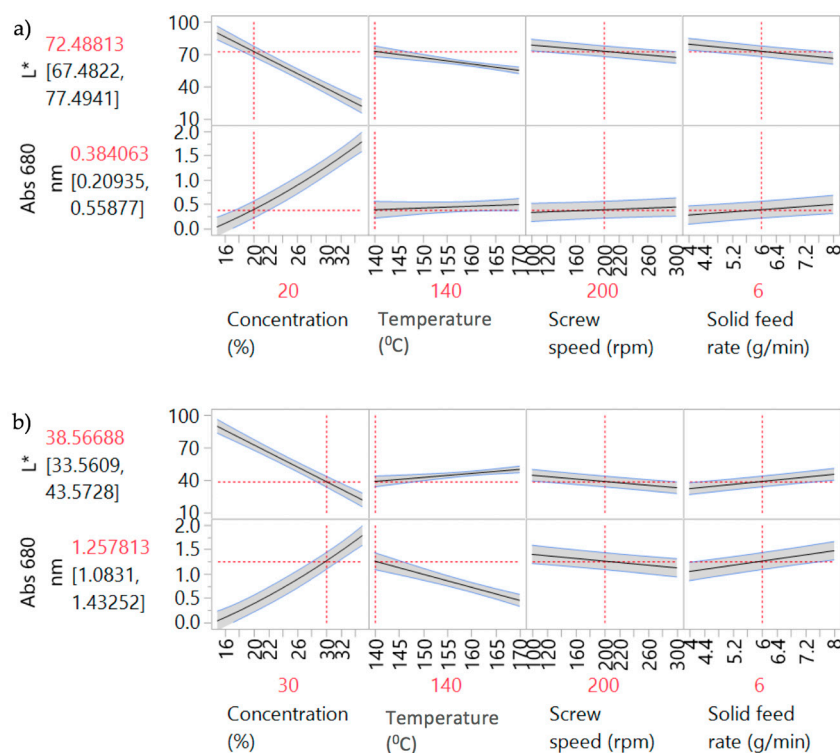 a)
L*
72.48813
[67.4822,
77.4941]
100
70
40
10
Abs 680
nm
0.384063
[0.20935,
0.55877]
2.0
1.5
1.0
0.5
0.0
16 20 22 26 29 32
140 145 150 155 160 165 170
100 120 160 200 220 260 300
4 4.4 5.2 6 6.4 7.2 8
20 140 200 6
Concentration Temperature Screw Solid feed
(%) (⁰C) speed (rpm) rate (g/min)
b)
L*
38.56688
[33.5609,
43.5728]
100
70
40
10
Abs 680
nm
1.257813
[1.0831,
1.43252]
2.0
1.5
1.0
0.5
0.0
16 19 22 26 30 32
140 145 150 155 160 165 170
100 120 160 200 220 260 300
4 4.4 5.2 6 6.4 7.2 8
30 140 200 6
Concentration Temperature Screw Solid feed
(%) (⁰C) speed (rpm) rate (g/min)